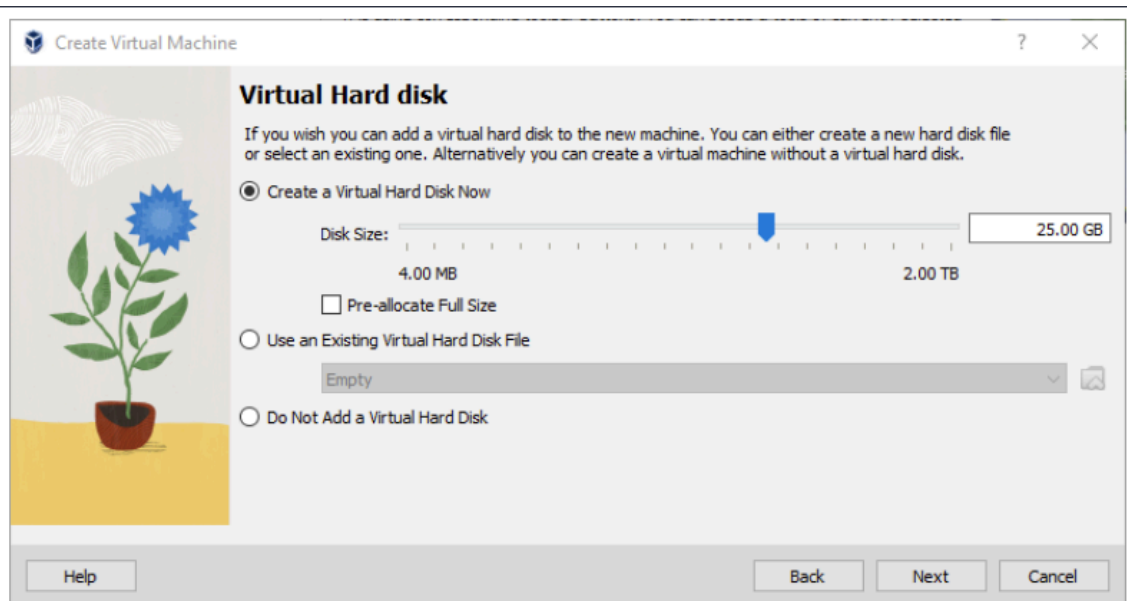 Create Virtual Machine
?
Virtual Hard disk
If you wish you can add a virtual hard disk to the new machine. You can either create a new hard disk file
or select an existing one. Alternatively you can create a virtual machine without a virtual hard disk.
Create a Virtual Hard Disk Now
Disk Size:
25.00 GB
4.00 MB
2.00 TB
Pre-allocate Full Size
Use an Existing Virtual Hard Disk File
Empty
Do Not Add a Virtual Hard Disk
Help
Back
Next
Cancel